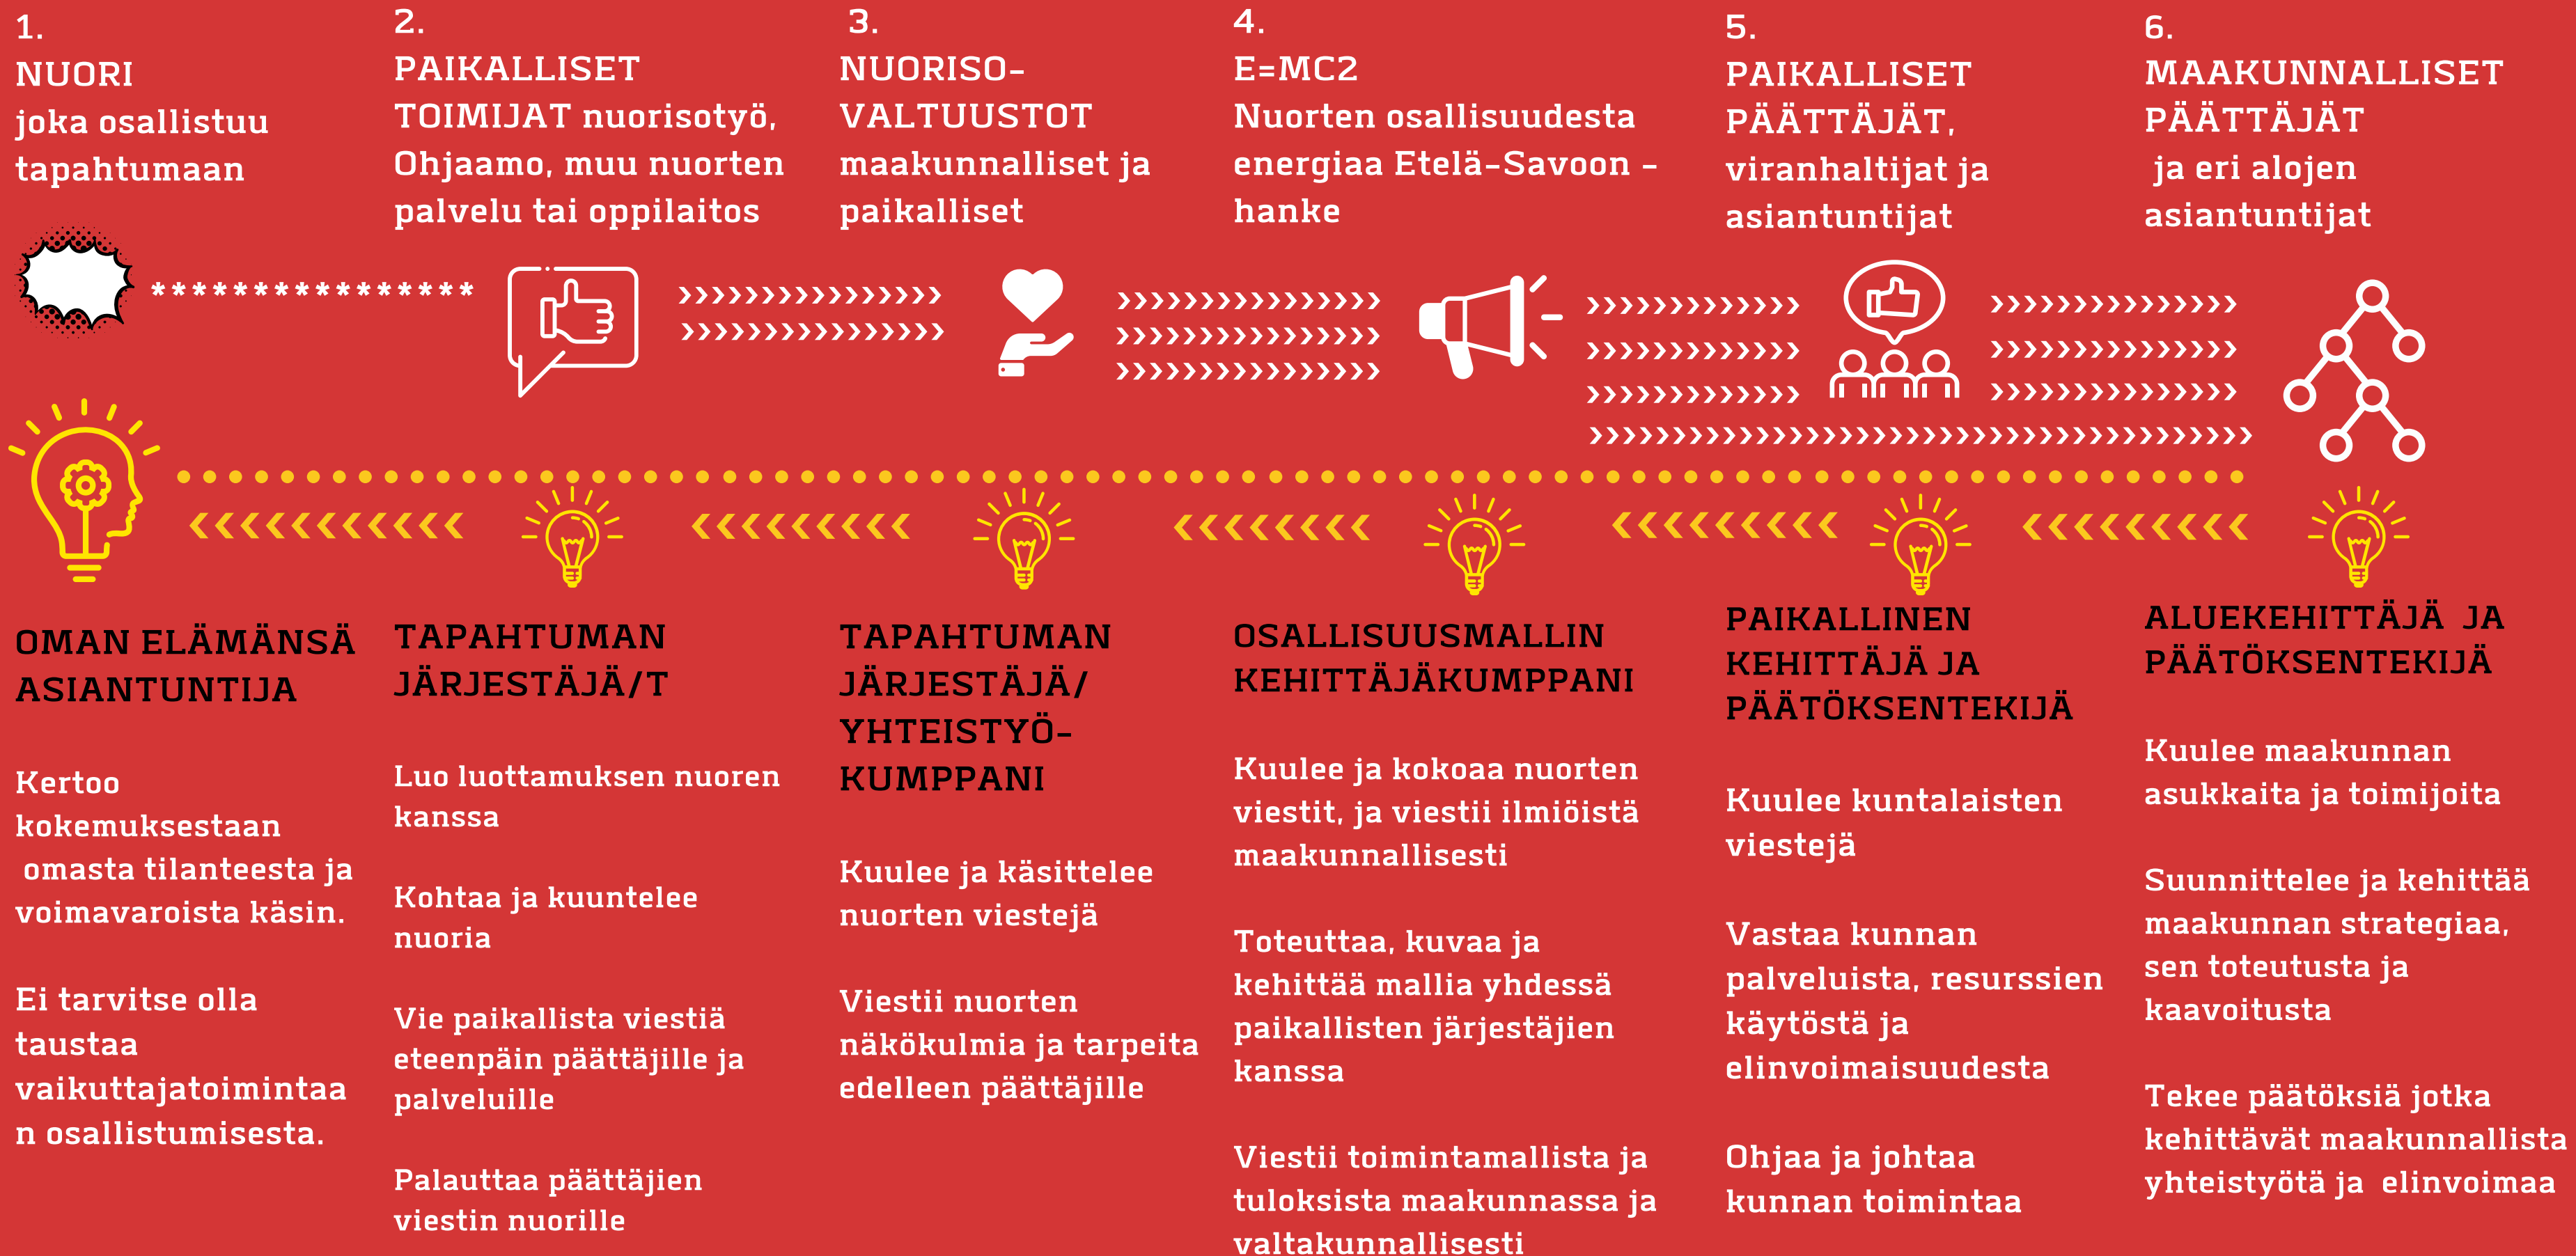 1.
NUORI
joka osallistuu
tapahtumaan
2.
PAIKALLISET
TOIMIJAT nuorisotyö,
Ohjaamo, muu nuorten
palvelu tai oppilaitos
3.
NUORISO-
VALTUUSTOT
maakunnalliset ja
paikalliset
4.
E=MC2
Nuorten osallisuudesta
energiaa Etelä-Savoon -
hanke
5.
PAIKALLISET
PÄÄTTÄJÄT,
viranhaltijat ja
asiantuntijat
6.
MAAKUNNALLISET
PÄÄTTÄJÄT
ja eri alojen
asiantuntijat
OMAN ELÄMÄNSÄ
ASIANTUNTIJA
Kertoo
kokemuksestaan
omasta tilanteesta ja
voimavaroista käsin.
Ei tarvitse olla
taustaa
vaikuttajatoimintaa
n osallistumisesta.
TAPAHTUMAN
JÄRJESTÄJÄ/T
Luo luottamuksen nuoren
kanssa
Kohtaa ja kuuntelee
nuoria
Vie paikallista viestiä
eteenpäin päättäjille ja
palveluille
Palauttaa päättäjien
viestin nuorille
TAPAHTUMAN
JÄRJESTÄJÄ/
YHTEISTYÖ-
KUMPPANI
Kuulee ja käsittelee
nuorten viestejä
Viestii nuorten
näkökulmia ja tarpeita
edelleen päättäjille
OSALLISUUSMALLIN
KEHITTÄJÄKUMPPANI
Kuulee ja kokoaa nuorten
viestit, ja viestii ilmiöistä
maakunnallisesti
Toteuttaa, kuvaa ja
kehittää mallia yhdessä
paikallisten järjestäjien
kanssa
Viestii toimintamallista ja
tuloksista maakunnassa ja
valtakunnallisesti
PAIKALLINEN
KEHITTÄJÄ JA
PÄÄTÖKSENTEKIJÄ
Kuulee kuntalaisten
viestejä
Vastaa kunnan
palveluista, resurssien
käytöstä ja
elinvoimaisuudesta
Ohjaa ja johtaa
kunnan toimintaa
ALUEKEHITTÄJÄ JA
PÄÄTÖKSENTEKIJÄ
Kuulee maakunnan
asukkaita ja toimijoita
Suunnittelee ja kehittää
maakunnan strategiaa,
sen toteutusta ja
kaavoitusta
Tekee päätöksiä jotka
kehittävät maakunnallista
yhteistyötä ja elinvoimaa